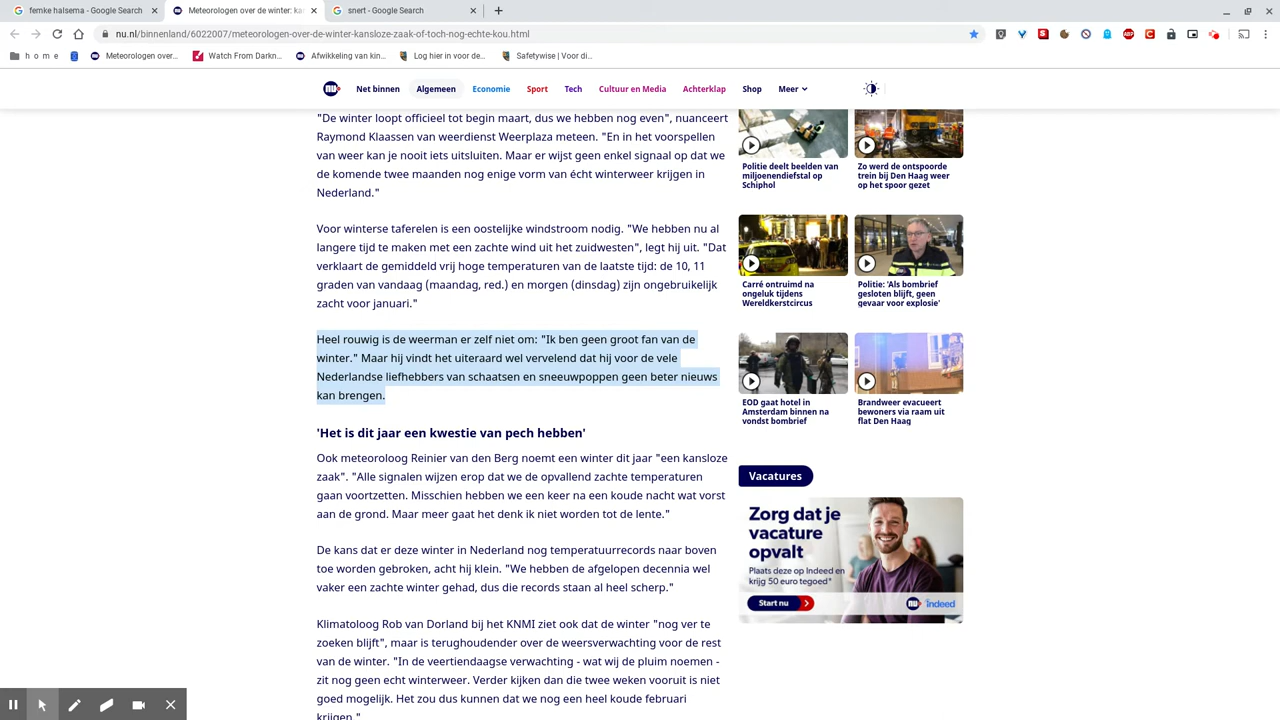 femke halsema - Google Search
Meteorologen over de winter: ka
snert - Google Search
nu.nl/binnenland/6022007/meteorologen-over-de-winter-kansloze-zaak-of-toch-nog-echte-kou.html
h o m e
Meteorologen over...
Watch From Darkn...
Afwikkeling van kin...
Log hier in voor de...
Safetywise | Voor di...
nu
Net binnen
Algemeen
Economie
Sport
Tech
Cultuur en Media
Achterklap
Shop
Meer
"De winter loopt officieel tot begin maart, dus we hebben nog even", nuanceert
Raymond Klaassen van weerdienst Weerplaza meteen. "En in het voorspellen
van weer kan je nooit iets uitsluiten. Maar er wijst geen enkel signaal op dat we
de komende twee maanden nog enige vorm van écht winterweer krijgen in
Nederland."
Voor winterse taferelen is een oostelijke windstroom nodig. "We hebben nu al
langere tijd te maken met een zachte wind uit het zuidwesten", legt hij uit. "Dat
verklaart de gemiddeld vrij hoge temperaturen van de laatste tijd: de 10, 11
graden van vandaag (maandag, red.) en morgen (dinsdag) zijn ongebruikelijk
zacht voor januari."
Heel rouwig is de weerman er zelf niet om: "Ik ben geen groot fan van de
winter." Maar hij vindt het uiteraard wel vervelend dat hij voor de vele
Nederlandse liefhebbers van schaatsen en sneeuwpoppen geen beter nieuws
kan brengen.
'Het is dit jaar een kwestie van pech hebben'
Ook meteoroloog Reinier van den Berg noemt een winter dit jaar "een kansloze
zaak". "Alle signalen wijzen erop dat we de opvallend zachte temperaturen
gaan voortzetten. Misschien hebben we een keer na een koude nacht wat vorst
aan de grond. Maar meer gaat het denk ik niet worden tot de lente."
De kans dat er deze winter in Nederland nog temperatuurrecords naar boven
toe worden gebroken, acht hij klein. "We hebben de afgelopen decennia wel
vaker een zachte winter gehad, dus die records staan al heel scherp."
Klimatoloog Rob van Dorland bij het KNMI ziet ook dat de winter "nog ver te
zoeken blijft", maar is terughoudender over de weersverwachting voor de rest
van de winter. "In de veertiendaagse verwachting - wat wij de pluim noemen -
zit nog geen echt winterweer. Verder kijken dan die twee weken vooruit is niet
goed mogelijk. Het zou dus kunnen dat we nog een heel koude februari
krijgen."
Politie deelt beelden van
miljoenendiefstal op
Schiphol
Zo werd de ontspoorde
trein bij Den Haag weer
op het spoor gezet
Carré ontruimd na
ongeluk tijdens
Wereldkerstcircus
Politie: 'Als bombrief
gesloten blijft, geen
gevaar voor explosie'
EOD gaat hotel in
Amsterdam binnen na
vondst bombrief
Brandweer evacueert
bewoners via raam uit
flat Den Haag
Vacatures
Zorg dat je
vacature
opvalt
Plaats deze op Indeed en
krijg 50 euro tegoed*
Start nu
nu
indeed